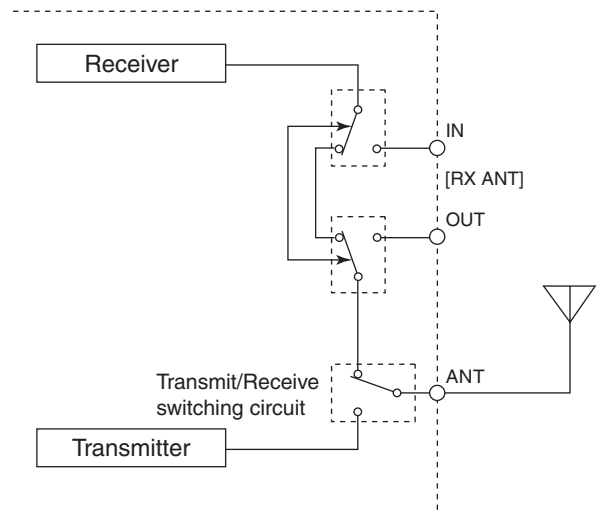 Receiver
IN
[RX ANT]
OUT
ANT
Transmit/Receive
switching circuit
Transmitter